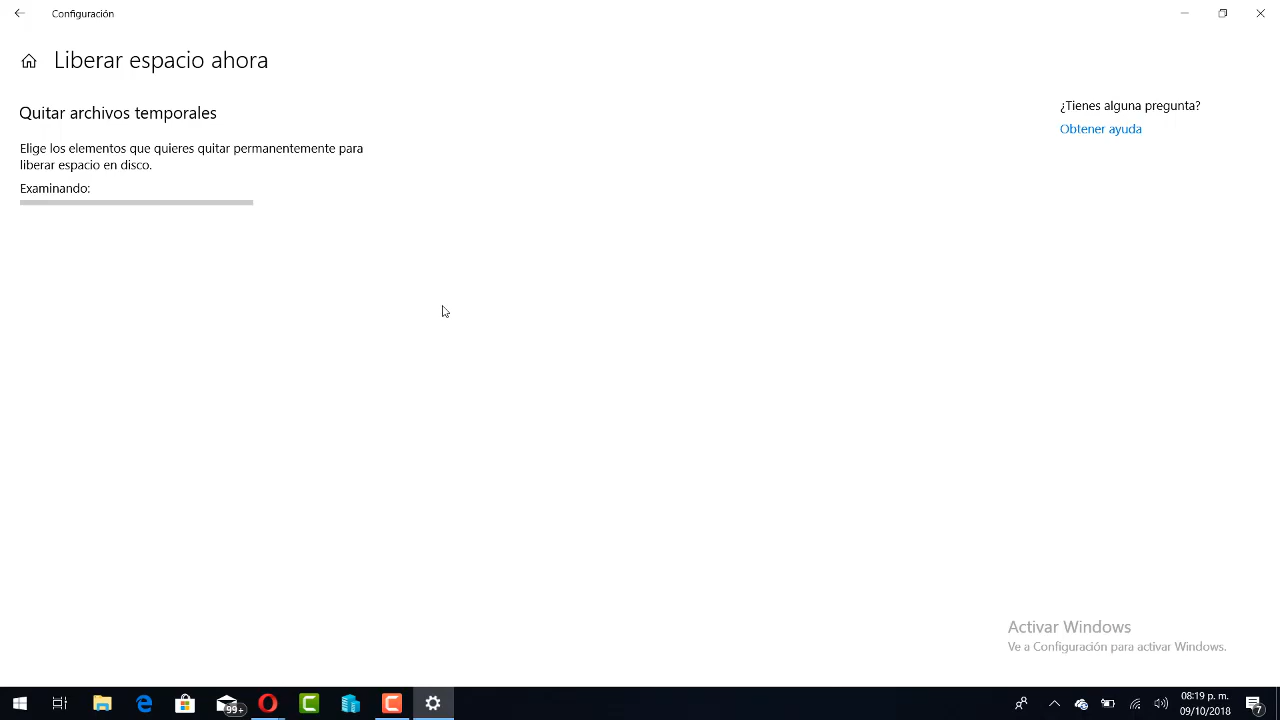 Configuración
Liberar espacio ahora
Quitar archivos temporales
Elige los elementos que quieres quitar permanentemente para
liberar espacio en disco.
Examinando:
¿Tienes alguna pregunta?
Obtener ayuda
Activar Windows
Ve a Configuración para activar Windows.
99+
08:19 p. m.
09/10/2018
7